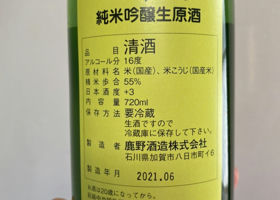 純米吟醸生原酒
品目 清酒
アルコール分 16度
原材料名 米(国産)、米こうじ(国産米)
精米歩合 55%
日本酒度 +3
内容量 720ml
保存方法 要冷蔵
生酒ですので
冷蔵庫に保存して下さい。
製造者 鹿野酒造株式会社
石川県加賀市八日市町イ6
製造年月 2021.06
お酒は20歳になってから。